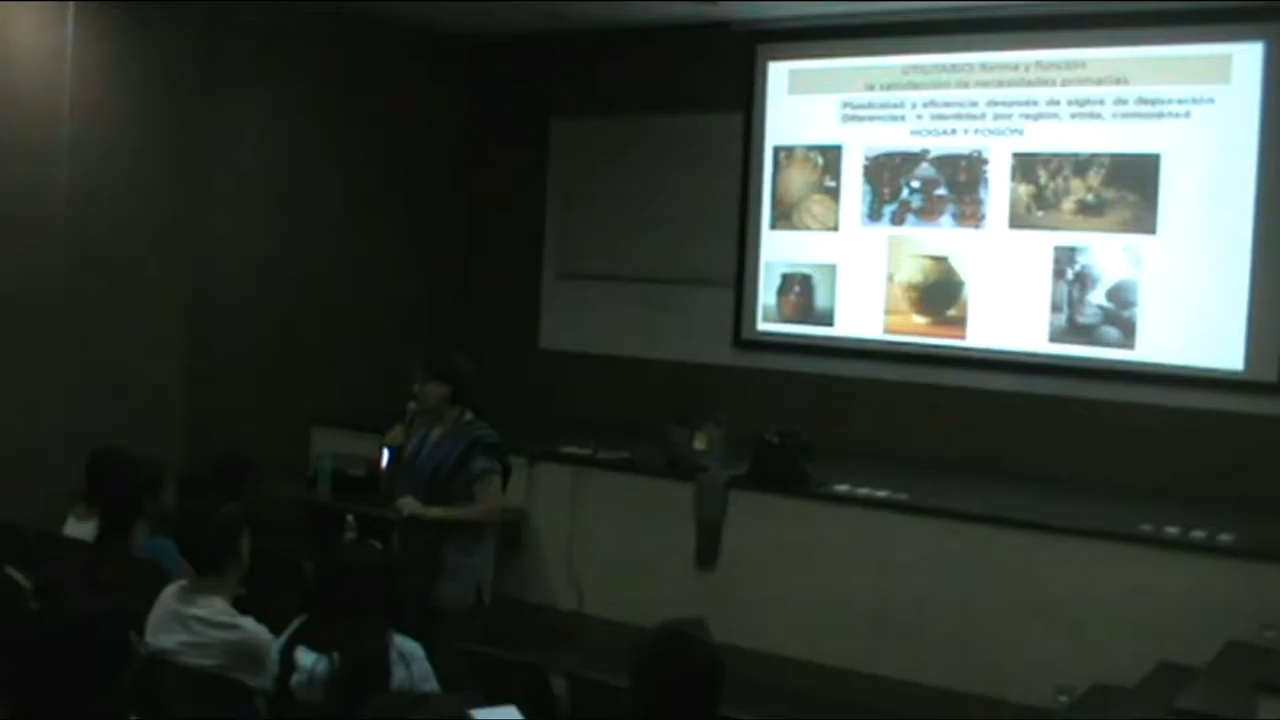 UTILITARIO: forma y función
la satisfacción de necesidades primarias
Plasticidad y eficiencia después de siglos de depuración
Diferencias + identidad por región, etnia, comunidad
HOGAR Y FOGÓN